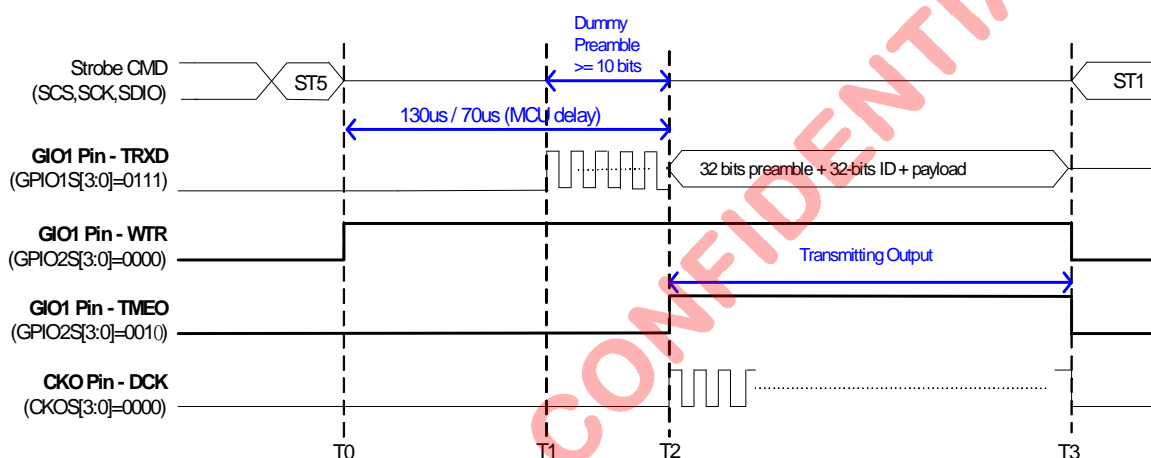 Dummy
Preamble
>= 10 bits
Strobe CMD
(SCS,SCK,SDIO)
ST5
ST1
130us / 70us (MCU delay)
GIO1 Pin - TRXD
(GPIO1S[3:0]=0111)
32 bits preamble + 32-bits ID + payload
GIO1 Pin - WTR
(GPIO2S[3:0]=0000)
Transmitting Output
GIO1 Pin - TMEO
(GPIO2S[3:0]=0010)
CKO Pin - DCK
(CKOS[3:0]=0000)
T0
T1
T2
T3
CONFIDENTIA